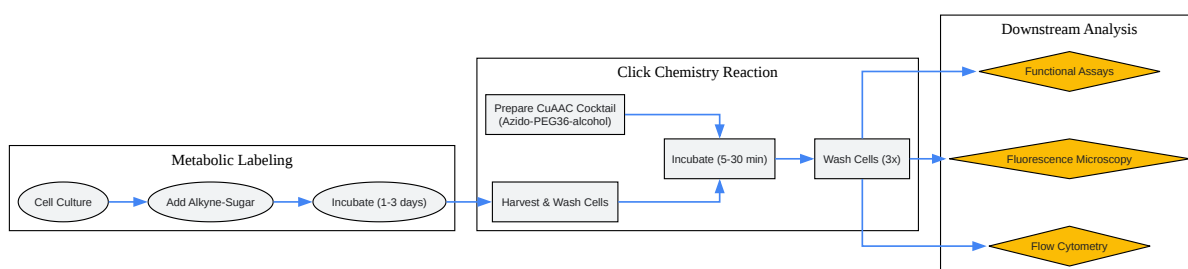 Metabolic Labeling
Cell Culture
Add Alkyne-Sugar
Incubate (1-3 days)
Click Chemistry Reaction
Prepare CuAAC Cocktail
(Azido-PEG36-alcohol)
Harvest & Wash Cells
Incubate (5-30 min)
Wash Cells (3x)
Downstream Analysis
Functional Assays
Fluorescence Microscopy
Flow Cytometry